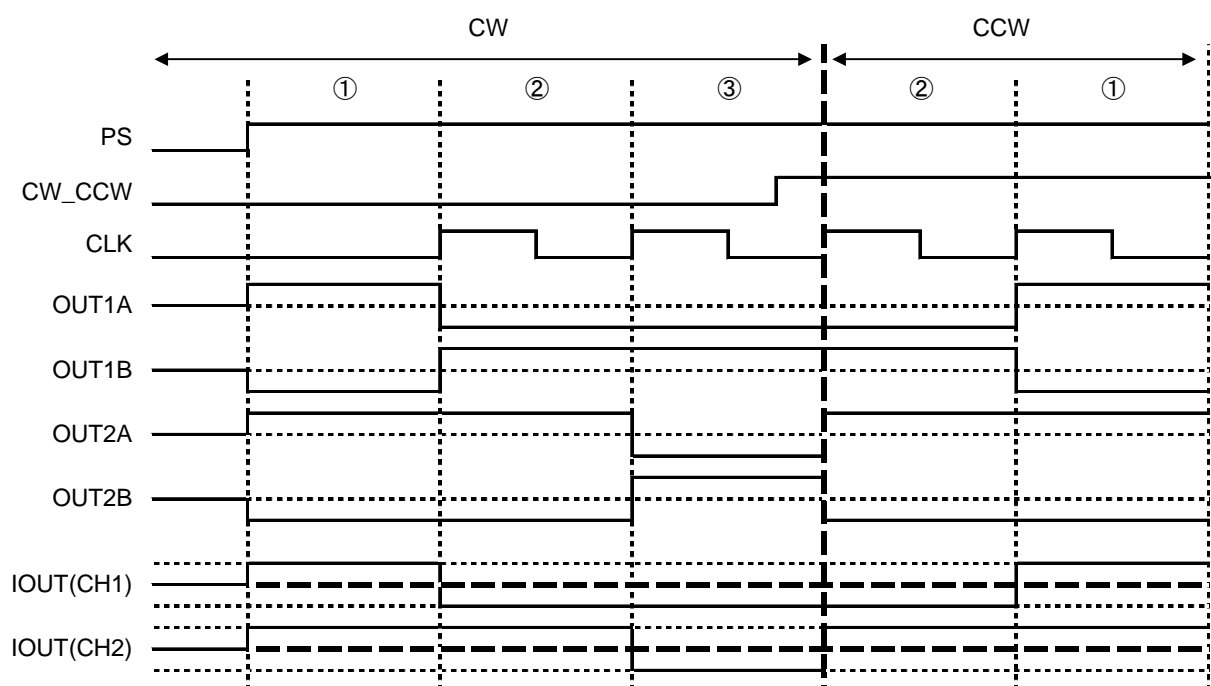 CW CCW
① ② ③ ② ①
PS
CW_CCW
CLK
OUT1A
OUT1B
OUT2A
OUT2B
IOUT(CH1)
IOUT(CH2)